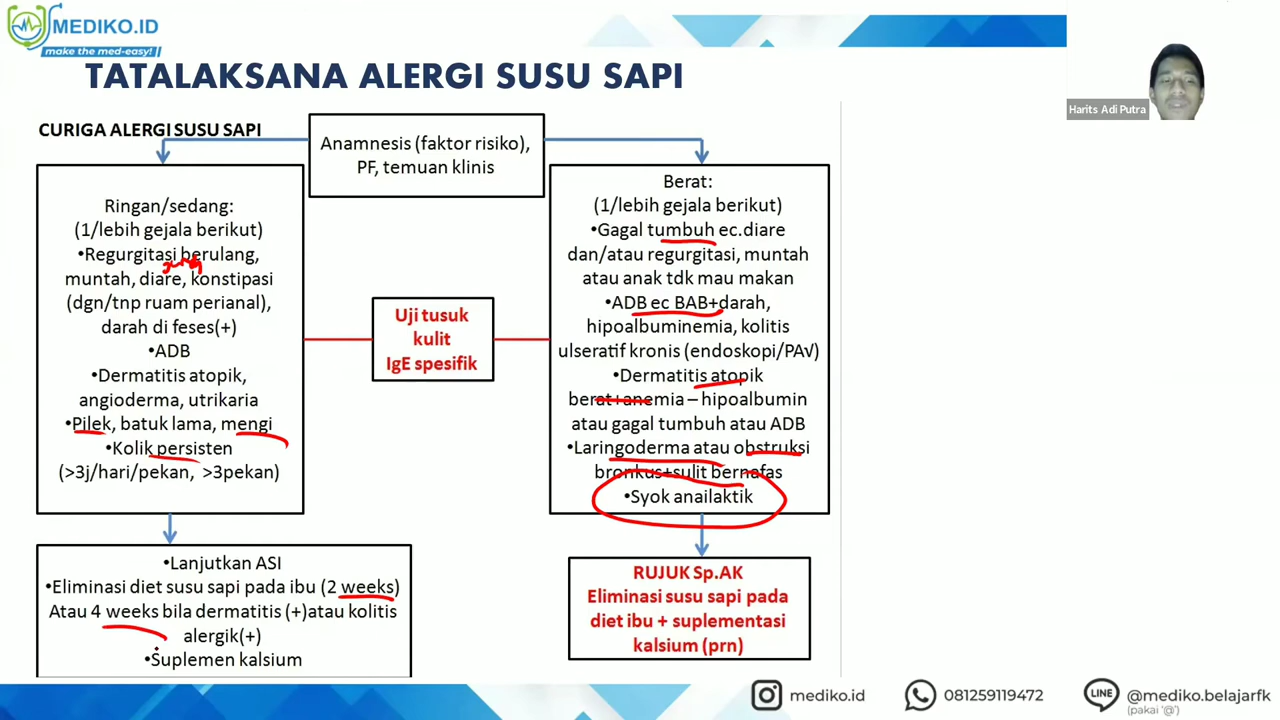 MEDIKO.ID
make the med-easy!
TATALAKSANA ALERGI SUSU SAPI
Harits Adi Putra
CURIGA ALERGI SUSU SAPI
Anamnesis (faktor risiko),
PF, temuan klinis
Ringan/sedang:
(1/lebih gejala berikut)
•Regurgitasi berulang,
muntah, diare, konstipasi
(dgn/tnp ruam perianal),
darah di feses(+)
•ADB
•Dermatitis atopik,
angioderma, utrikaria
•Pilek, batuk lama, mengi
•Kolik persisten
(>3j/hari/pekan, >3pekan)
Uji tusuk
kulit
IgE spesifik
Berat:
(1/lebih gejala berikut)
•Gagal tumbuh ec.diare
dan/atau regurgitasi, muntah
atau anak tdk mau makan
•ADB ec BAB+darah,
hipoalbuminemia, kolitis
ulseratif kronis (endoskopi/PAV)
•Dermatitis atopik
berat+anemia – hipoalbumin
atau gagal tumbuh atau ADB
•Laringoderma atau obstruksi
bronkus+sulit bernafas
•Syok anailaktik
•Lanjutkan ASI
•Eliminasi diet susu sapi pada ibu (2 weeks)
Atau 4 weeks bila dermatitis (+)atau kolitis
alergik(+)
•Suplemen kalsium
RUJUK Sp.AK
Eliminasi susu sapi pada
diet ibu + suplementasi
kalsium (prn)
mediko.id
081259119472
LINE
@mediko.belajarfk
(pakai '@')